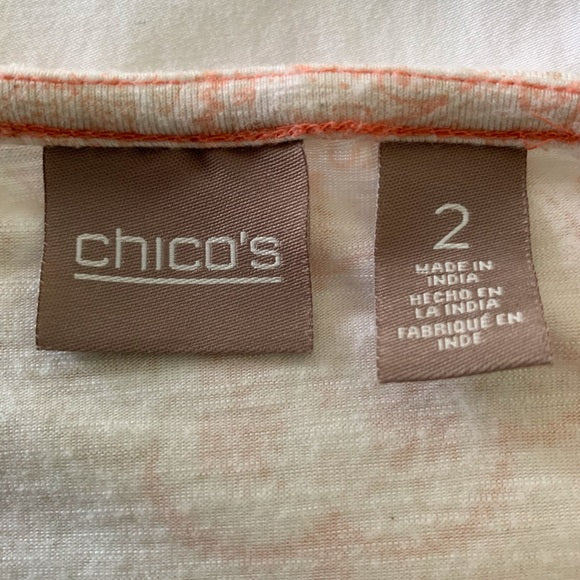 chico's
2
MADE IN
INDIA
HECHO EN
LA INDIA
FABRIQUÉ EN
INDE